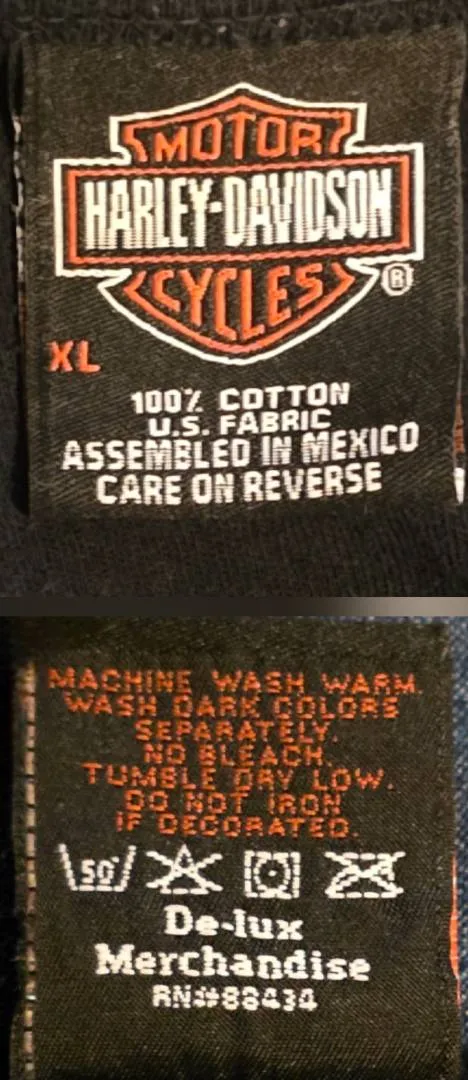 MOTOR
HARLEY-DAVIDSON
CYCLES
®
XL
100% COTTON
U.S. FABRIC
ASSEMBLED IN MEXICO
CARE ON REVERSE
MACHINE WASH WARM.
WASH DARK COLORS
SEPARATELY.
NO BLEACH.
TUMBLE DRY LOW.
DO NOT IRON
IF DECORATED.
50°
De-lux
Merchandise
RN#88434